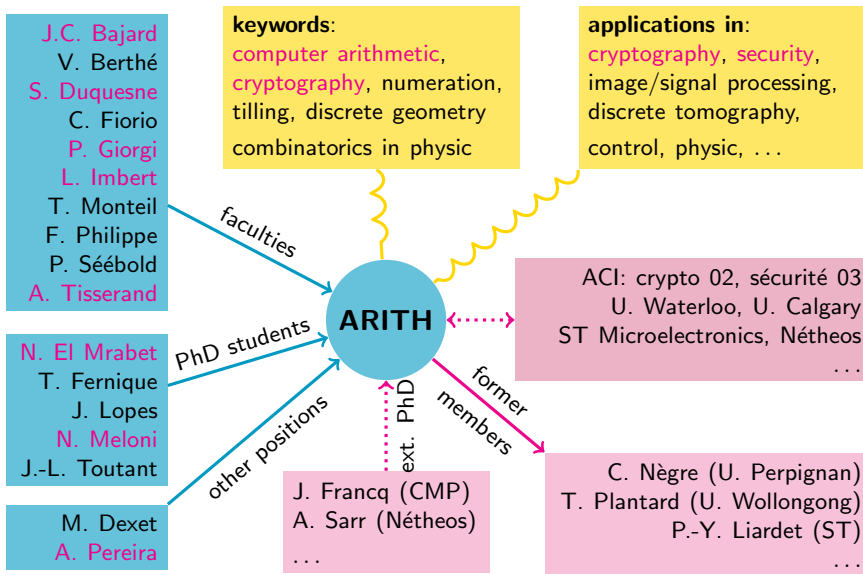 J.C. Bajard
V. Berthé
S. Duquesne
C. Fiorio
P. Giorgi
L. Imbert
T. Monteil
F. Philippe
P. Séébold
A. Tisserand
keywords:
computer arithmetic,
cryptography, numeration,
tilling, discrete geometry
combinatorics in physic
applications in:
cryptography, security,
image/signal processing,
discrete tomography,
control, physic, ...
faculties
ARITH
ACI: crypto 02, sécurité 03
U. Waterloo, U. Calgary
ST Microelectronics, Nétheos
...
N. El Mrabet
T. Fernique
J. Lopes
N. Meloni
J.-L. Toutant
PhD students
other positions
ext. PhD
former
members
M. Dexet
A. Pereira
J. Francq (CMP)
A. Sarr (Nétheos)
...
C. Nègre (U. Perpignan)
T. Plantard (U. Wollongong)
P.-Y. Liardet (ST)
...